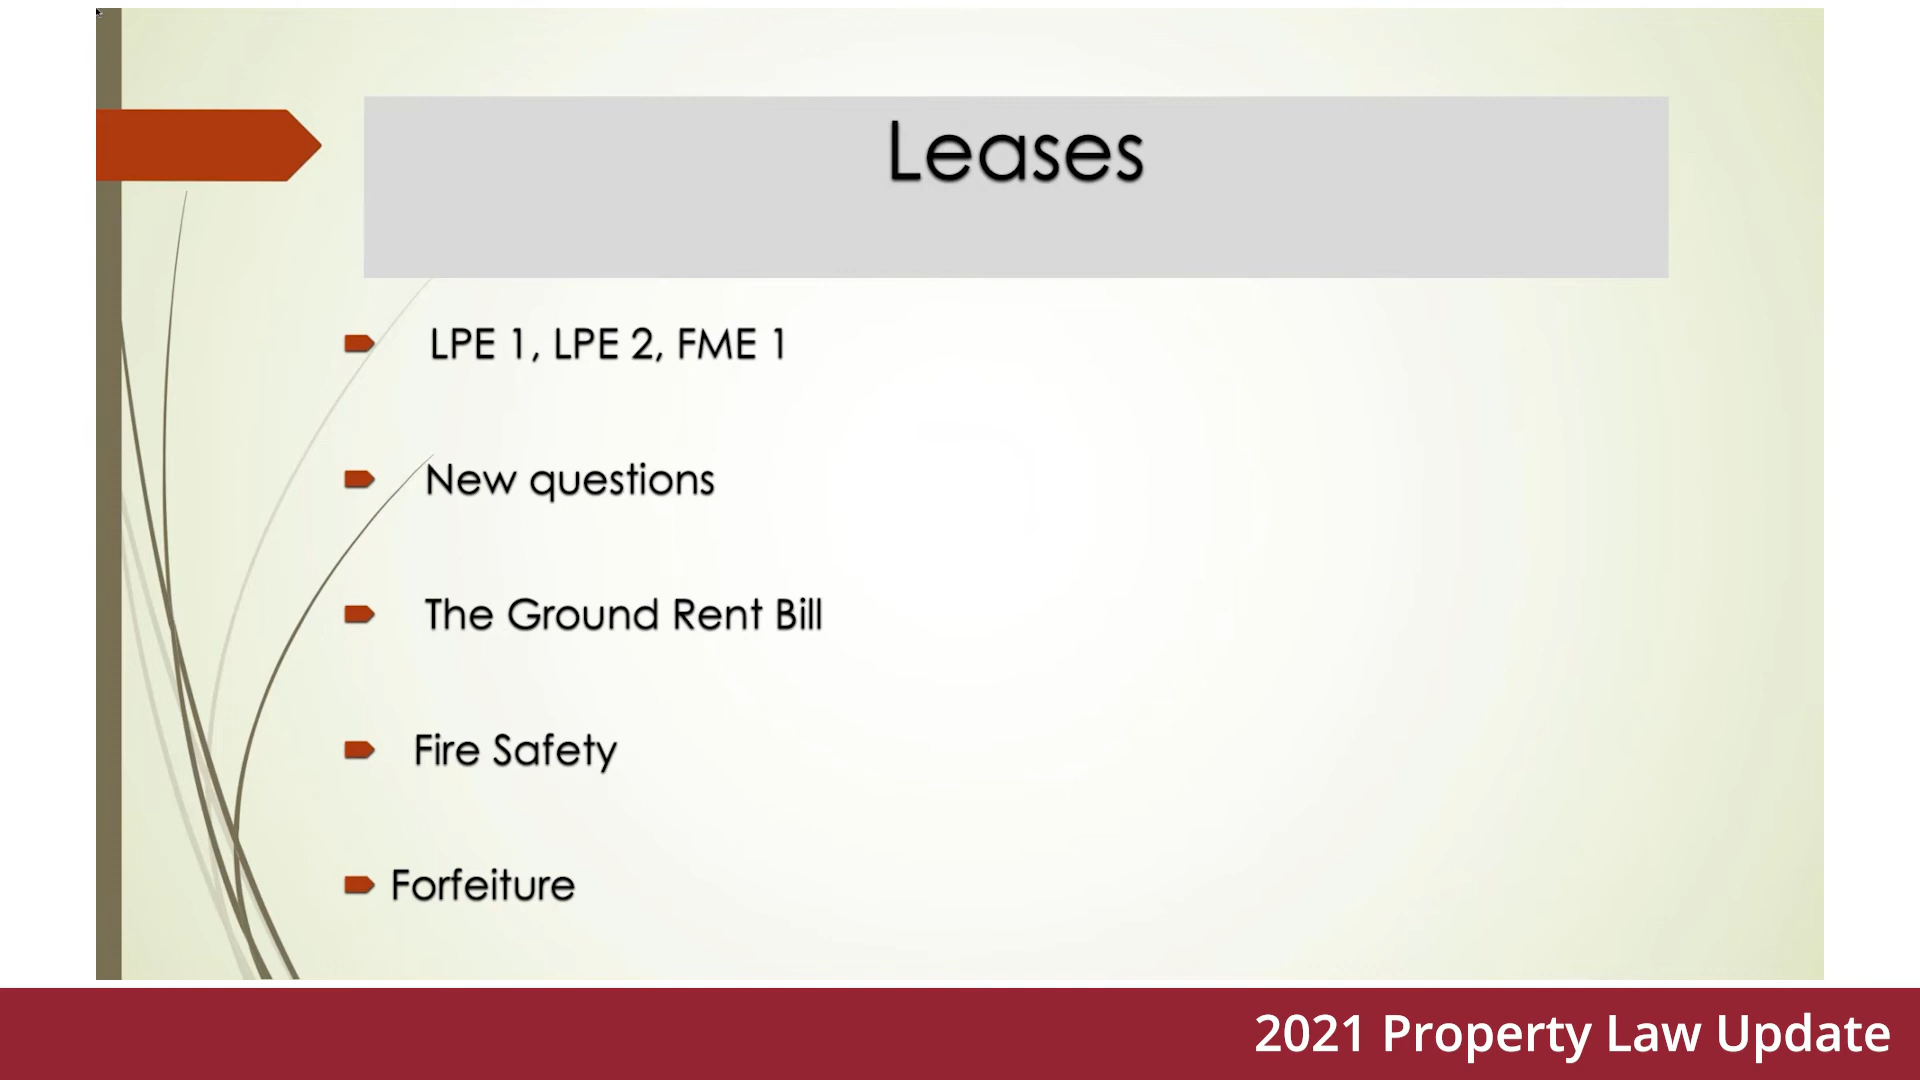 Leases
LPE 1, LPE 2, FME 1
New questions
The Ground Rent Bill
Fire Safety
Forfeiture
2021 Property Law Update